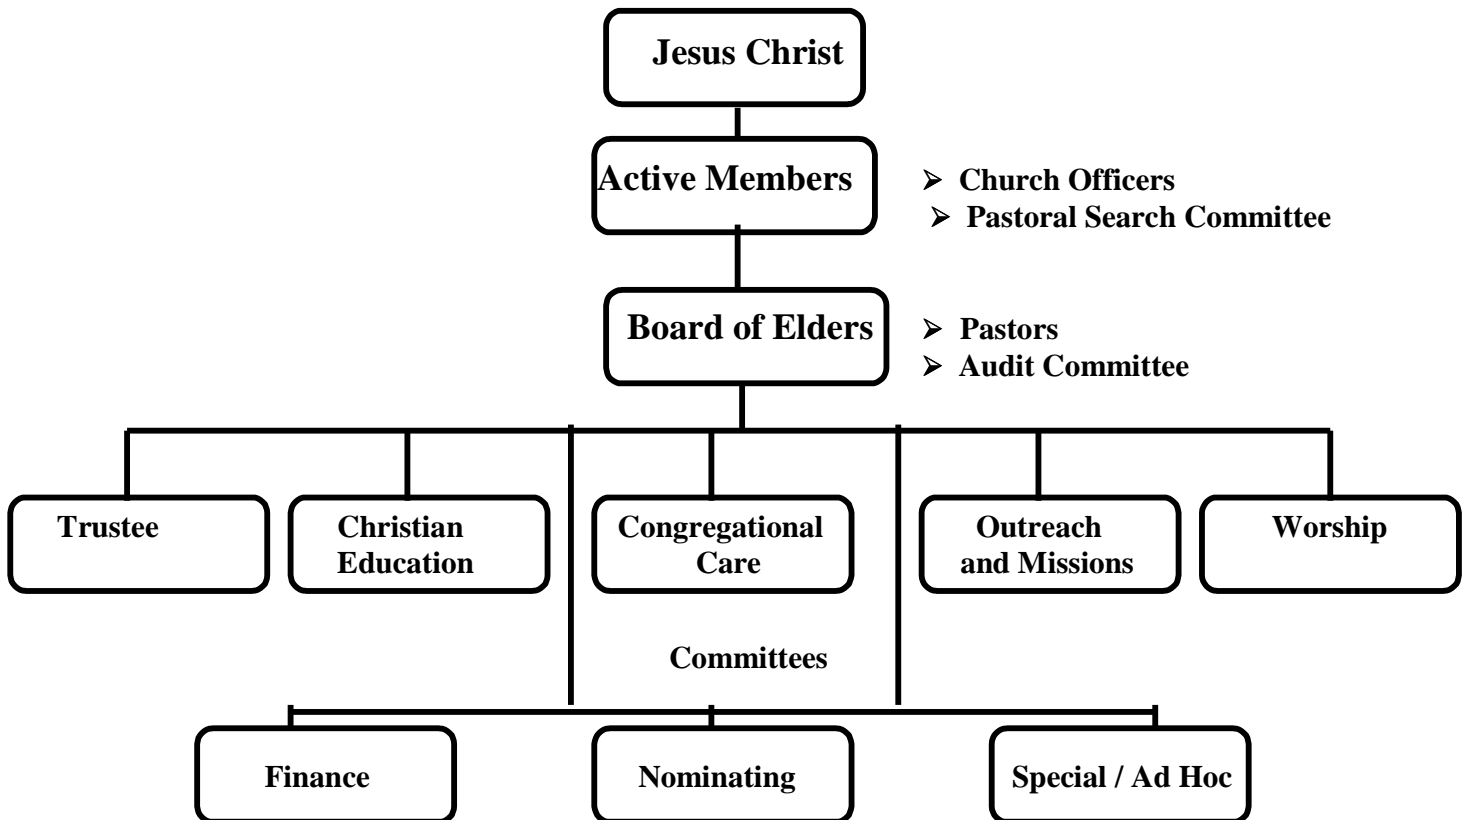 Jesus Christ
Active Members
➢ Church Officers
➢ Pastoral Search Committee
Board of Elders
➢ Pastors
➢ Audit Committee
Trustee
Christian
Education
Congregational
Care
Outreach
and Missions
Worship
Committees
Finance
Nominating
Special / Ad Hoc